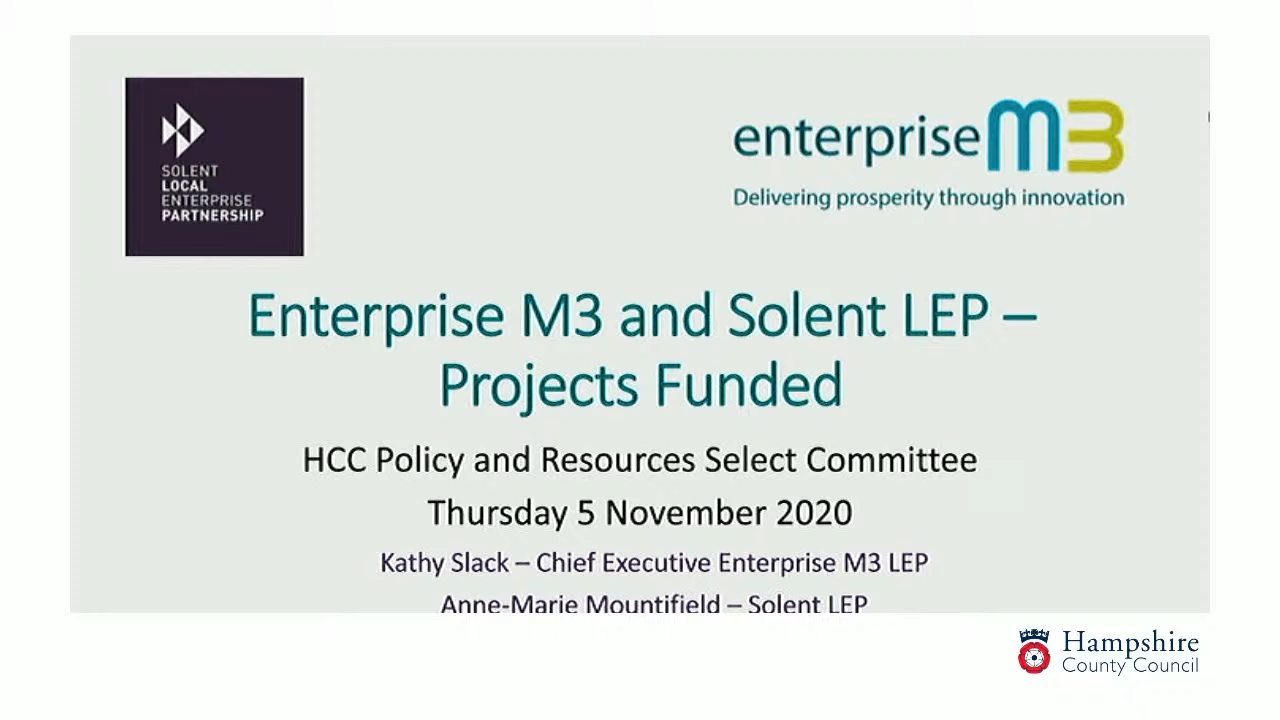 SOLENT
LOCAL
ENTERPRISE
PARTNERSHIP
enterprise M3
Delivering prosperity through innovation
Enterprise M3 and Solent LEP –
Projects Funded
HCC Policy and Resources Select Committee
Thursday 5 November 2020
Kathy Slack – Chief Executive Enterprise M3 LEP
Anne-Marie Mountifield – Solent LEP
Hampshire
County Council